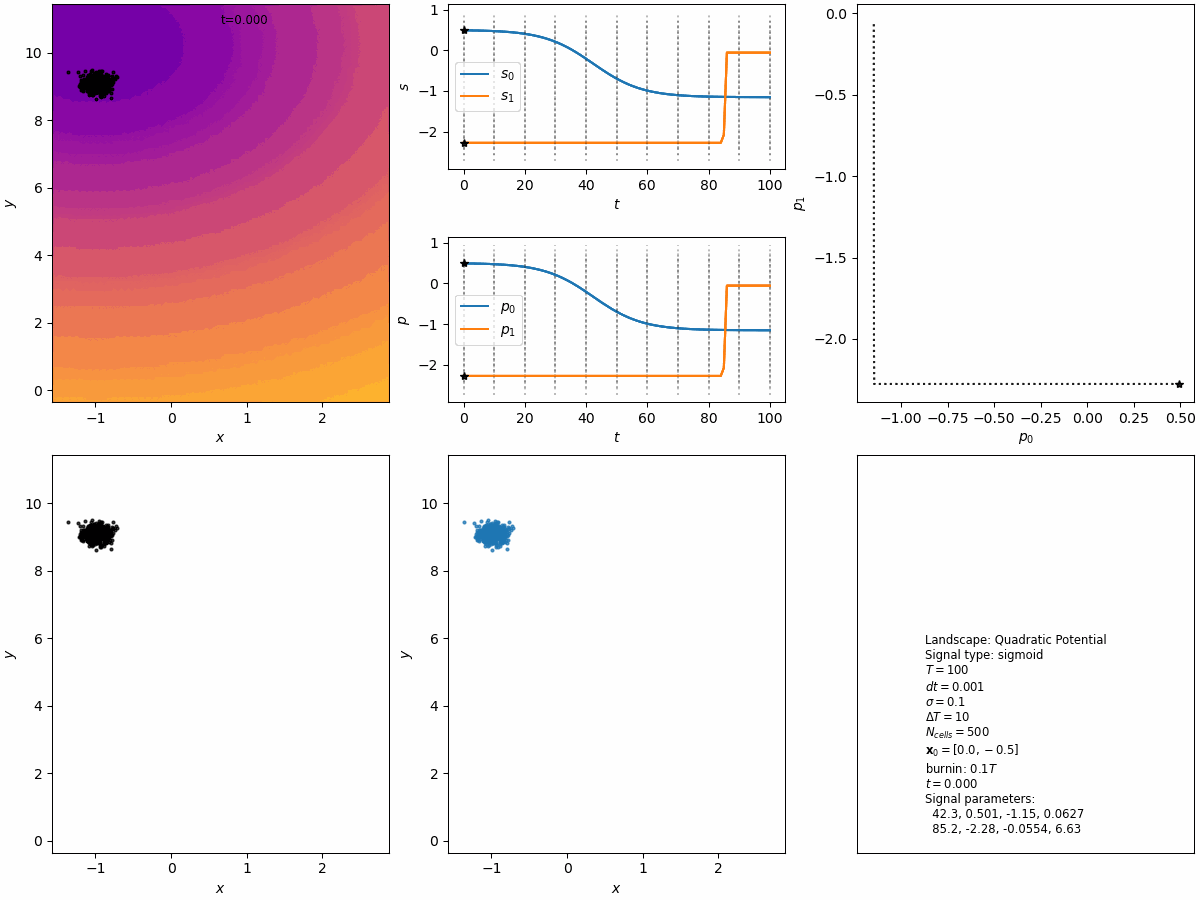 t=0.000
10
8
6
4
2
0
y
−1
0
1
2
x
1
0
−1
−2
s
s₀
s₁
0
20
40
60
80
100
t
1
0
−1
−2
p
p₀
p₁
0
20
40
60
80
100
t
0.0
−0.5
−1.0
−1.5
−2.0
p₁
−1.00
−0.75
−0.50
−0.25
0.00
0.25
0.50
p₀
10
8
6
4
2
0
y
−1
0
1
2
x
10
8
6
4
2
0
y
−1
0
1
2
x
Landscape: Quadratic Potential
Signal type: sigmoid
T = 100
dt = 0.001
σ = 0.1
ΔT = 10
N_cells = 500
x₀ = [0.0, −0.5]
burnin: 0.1T
t = 0.000
Signal parameters:
42.3, 0.501, -1.15, 0.0627
85.2, -2.28, -0.0554, 6.63